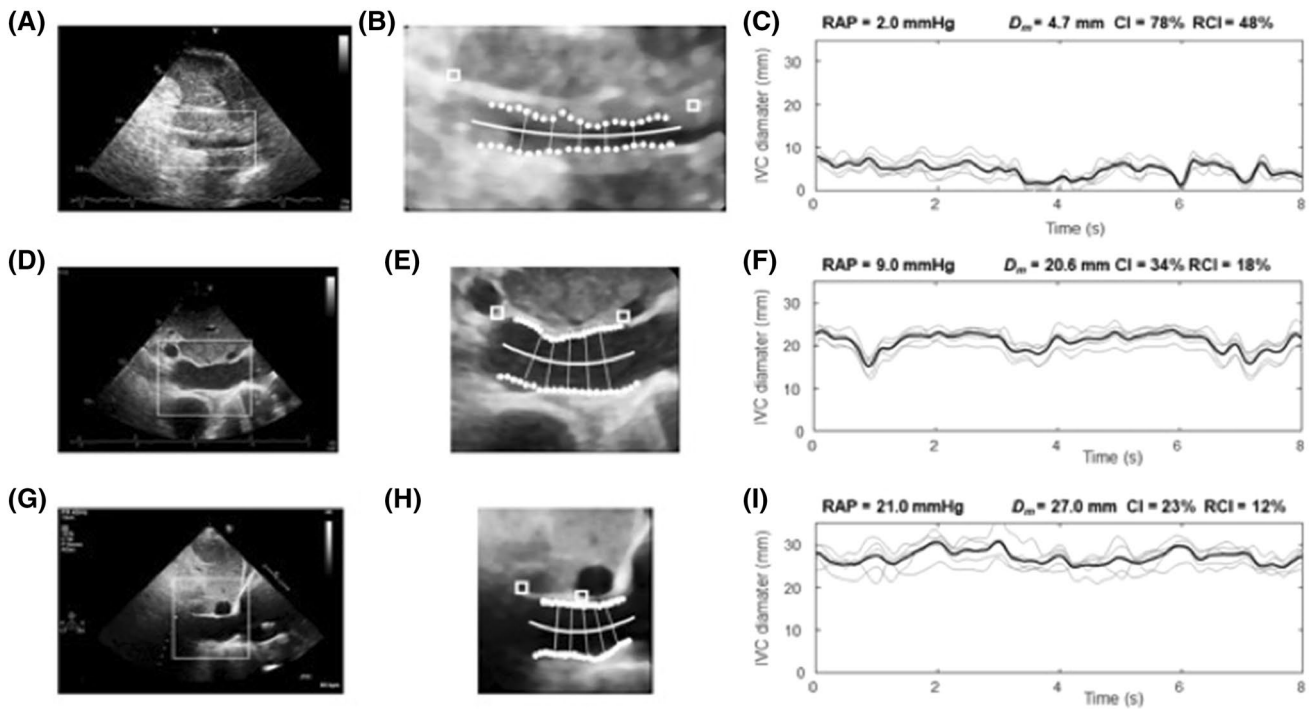 (A)
(B)
(C)
RAP = 2.0 mmHg Dm = 4.7 mm CI = 78% RCI = 48%
IVC diamater (mm)
30
20
10
0
0 2 4 6 8
Time (s)
(D)
(E)
(F)
RAP = 9.0 mmHg Dm = 20.6 mm CI = 34% RCI = 18%
IVC diamater (mm)
30
20
10
0
0 2 4 6 8
Time (s)
(G)
(H)
(I)
RAP = 21.0 mmHg Dm = 27.0 mm CI = 23% RCI = 12%
IVC diamater (mm)
30
20
10
0
0 2 4 6 8
Time (s)